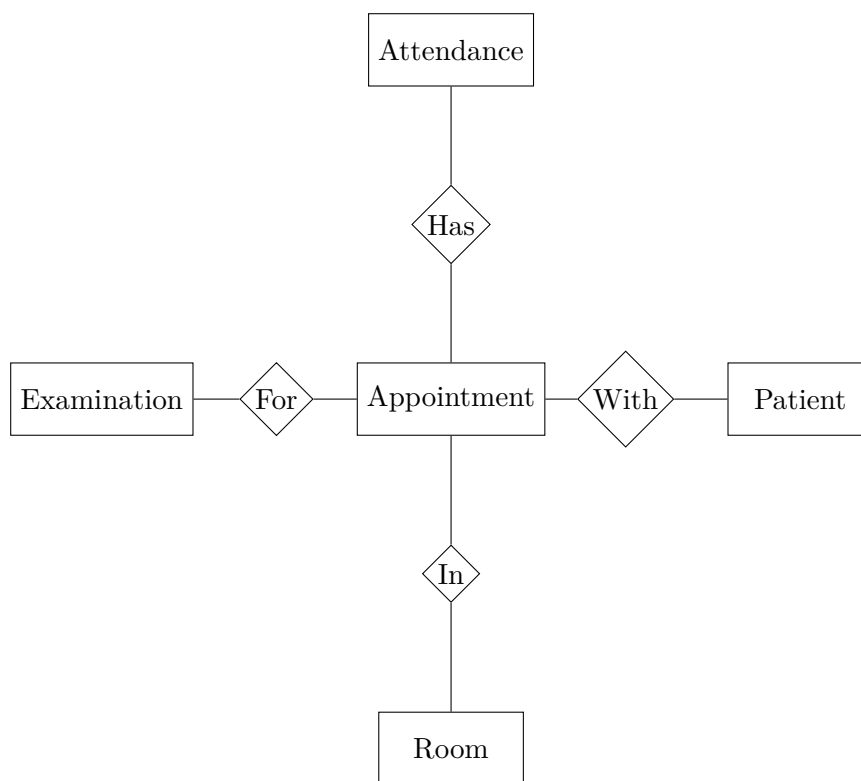 Attendance
Has
Examination
For
Appointment
With
Patient
In
Room